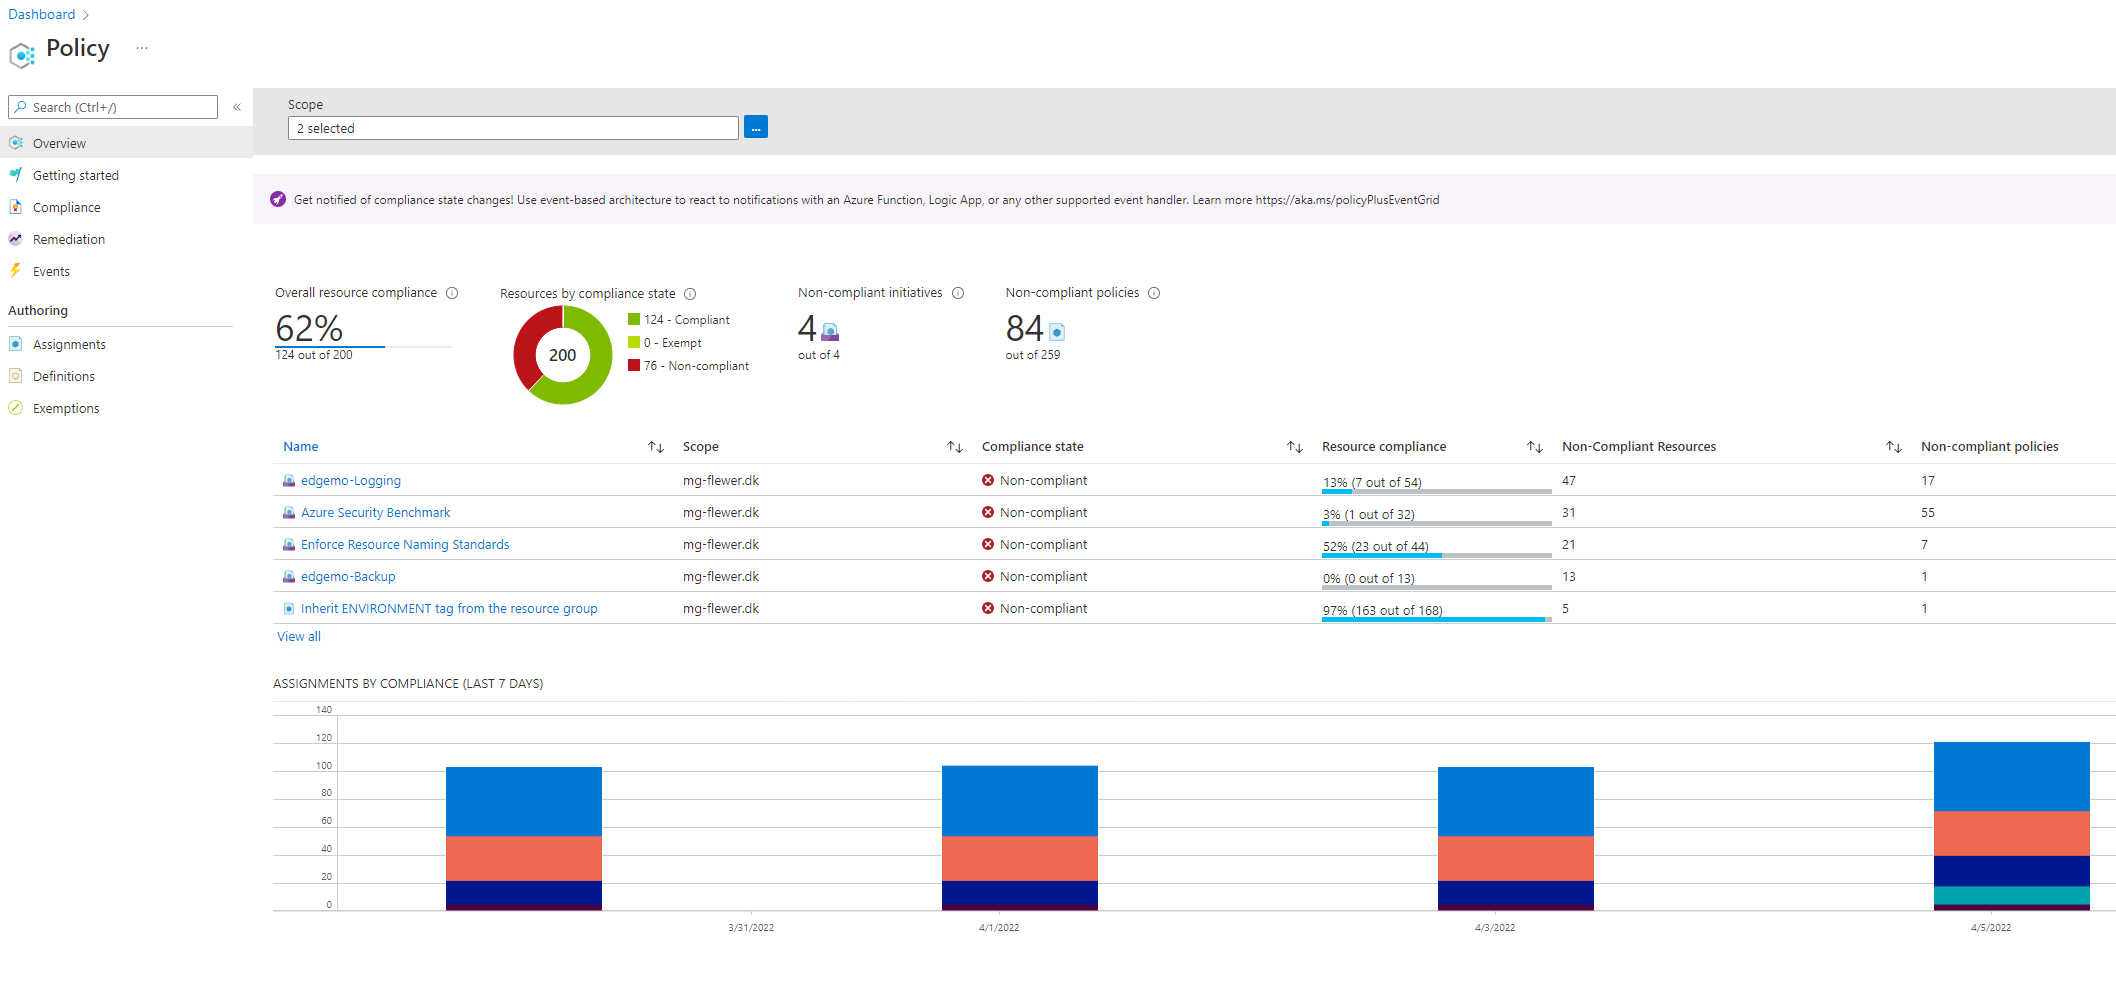 Dashboard >
Policy ...
Search (Ctrl+/) «
Overview
Getting started
Compliance
Remediation
Events
Authoring
Assignments
Definitions
Exemptions
Scope
2 selected ...
Get notified of compliance state changes! Use event-based architecture to react to notifications with an Azure Function, Logic App, or any other supported event handler. Learn more https://aka.ms/policyPlusEventGrid
Overall resource compliance
62%
124 out of 200
Resources by compliance state
200
124 - Compliant
0 - Exempt
76 - Non-compliant
Non-compliant initiatives
4
out of 4
Non-compliant policies
84
out of 259
Name Scope Compliance state Resource compliance Non-Compliant Resources Non-compliant policies
edgemo-Logging mg-flewer.dk Non-compliant 13% (7 out of 54) 47 17
Azure Security Benchmark mg-flewer.dk Non-compliant 3% (1 out of 32) 31 55
Enforce Resource Naming Standards mg-flewer.dk Non-compliant 52% (23 out of 44) 21 7
edgemo-Backup mg-flewer.dk Non-compliant 0% (0 out of 13) 13 1
Inherit ENVIRONMENT tag from the resource group mg-flewer.dk Non-compliant 97% (163 out of 168) 5 1
View all
ASSIGNMENTS BY COMPLIANCE (LAST 7 DAYS)
140
120
100
80
60
40
20
0
3/31/2022 4/1/2022 4/3/2022 4/5/2022